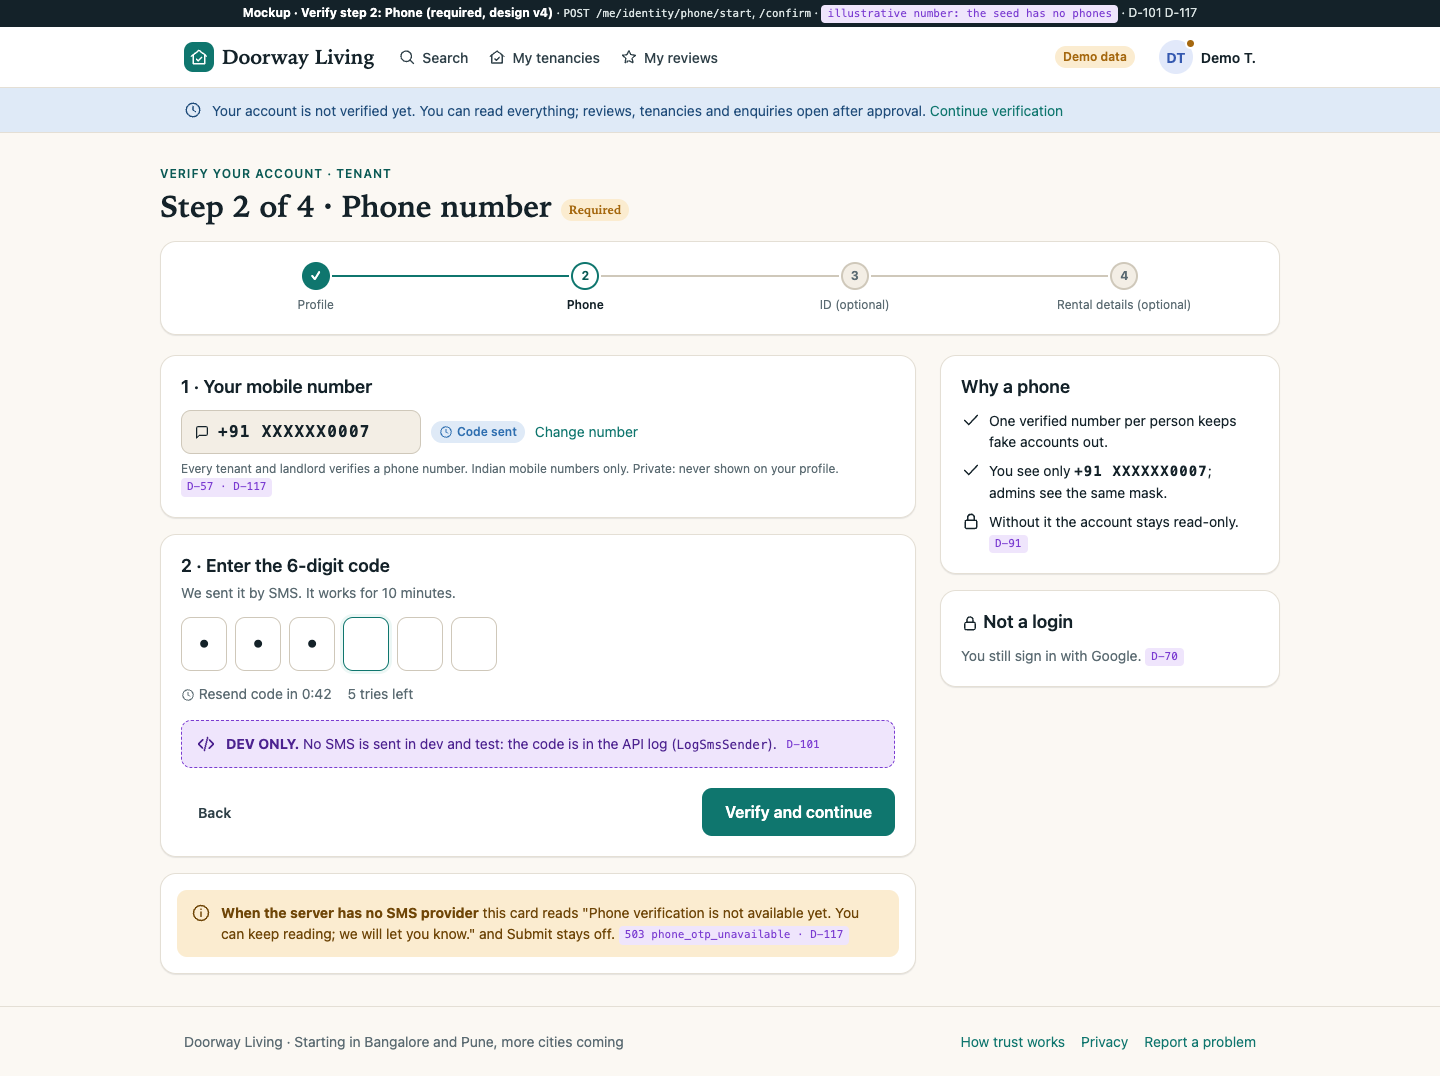 Mockup · Verify step 2: Phone (required, design v4) · POST /me/identity/phone/start, /confirm · illustrative number: the seed has no phones · D-101 D-117
Doorway Living
Search
My tenancies
My reviews
Demo data
DT
Demo T.
Your account is not verified yet. You can read everything; reviews, tenancies and enquiries open after approval. Continue verification
VERIFY YOUR ACCOUNT · TENANT
Step 2 of 4 · Phone number Required
2
3
4
Profile
Phone
ID (optional)
Rental details (optional)
1 · Your mobile number
+91 XXXXXX0007
Code sent
Change number
Every tenant and landlord verifies a phone number. Indian mobile numbers only. Private: never shown on your profile.
D-57 · D-117
2 · Enter the 6-digit code
We sent it by SMS. It works for 10 minutes.
Resend code in 0:42
5 tries left
DEV ONLY. No SMS is sent in dev and test: the code is in the API log (LogSmsSender). D-101
Back
Verify and continue
When the server has no SMS provider this card reads "Phone verification is not available yet. You
can keep reading; we will let you know." and Submit stays off. 503 phone_otp_unavailable · D-117
Why a phone
One verified number per person keeps
fake accounts out.
You see only +91 XXXXXX0007;
admins see the same mask.
Without it the account stays read-only.
D-91
Not a login
You still sign in with Google. D-70
Doorway Living · Starting in Bangalore and Pune, more cities coming
How trust works
Privacy
Report a problem